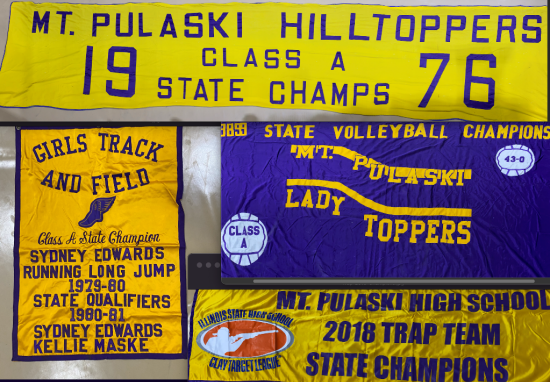 MT. PULASKI HILLTOPPERS
19 CLASS A 76
STATE CHAMPS
GIRLS TRACK
AND FIELD
Class A State Champion
SYDNEY EDWARDS
RUNNING LONG JUMP
1979-80
STATE QUALIFIERS
1980-81
SYDNEY EDWARDS
KELLIE MASKE
STATE VOLLEYBALL CHAMPIONS
MT. PULASKI
43-0
LADY TOPPERS
CLASS A
MT. PULASKI HIGH SCHOOL
2018 TRAP TEAM
STATE CHAMPIONS
ILLINOIS STATE HIGH SCHOOL
CLAY TARGET LEAGUE